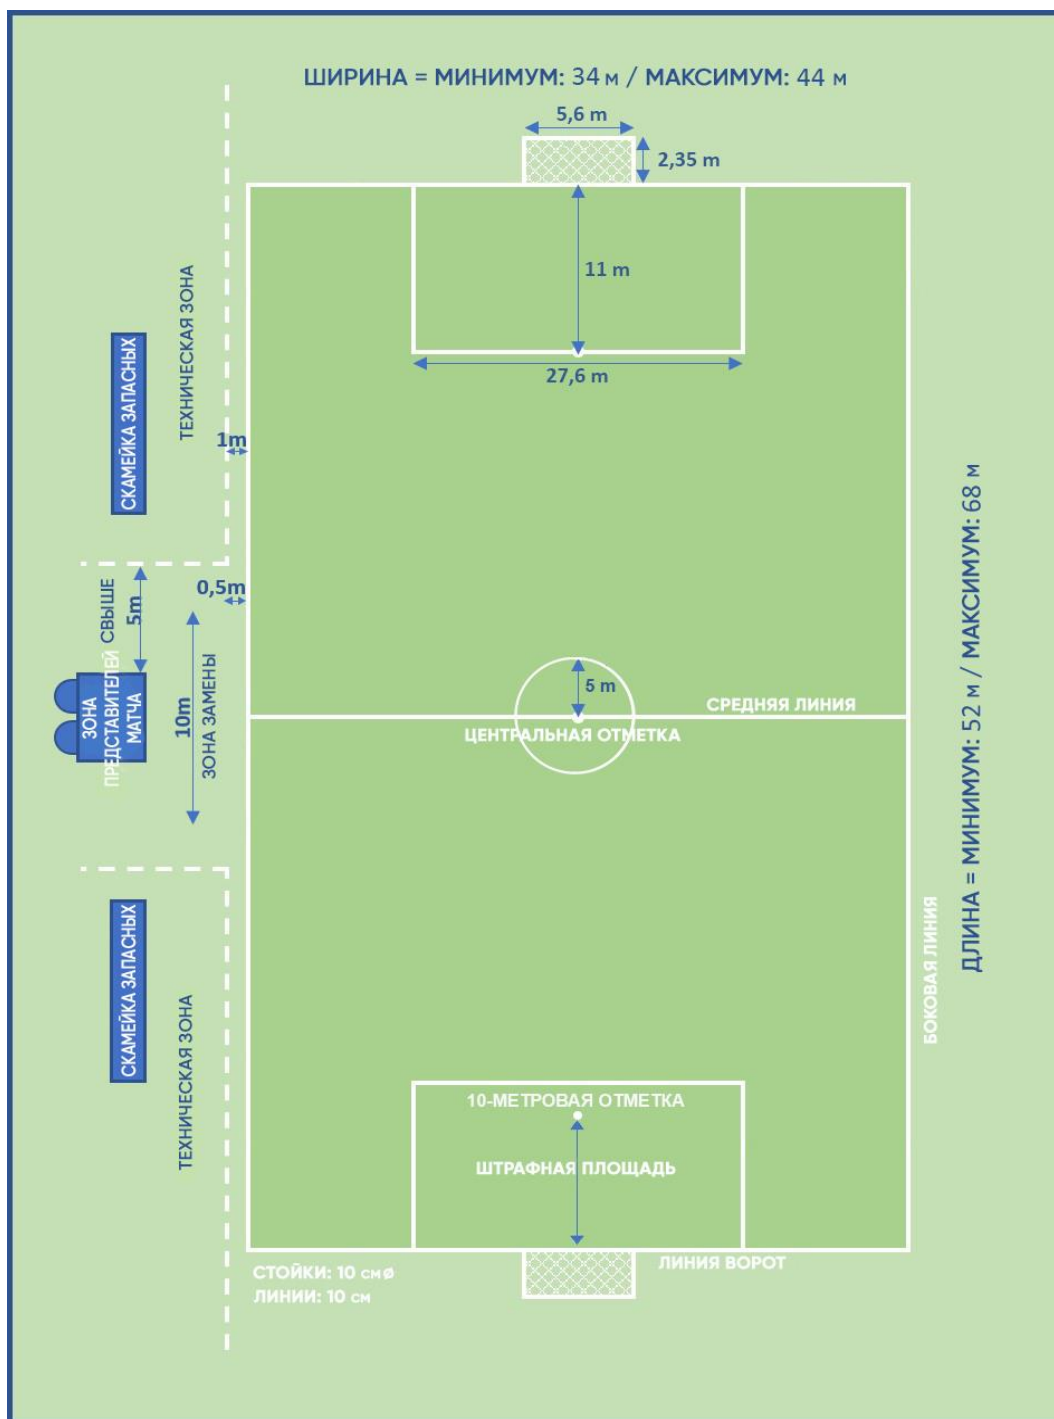 ШИРИНА = МИНИМУМ: 34 м / МАКСИМУМ: 44 м
5,6 m
2,35 m
11 m
27,6 m
ТЕХНИЧЕСКАЯ ЗОНА
СКАМЕЙКА ЗАПАСНЫХ
1m
0,5m
СВЫШЕ
5m
ЗОНА
ПРЕДСТАВИТЕЛЕЙ
МАТЧА
10m
ЗОНА ЗАМЕНЫ
5 m
СРЕДНЯЯ ЛИНИЯ
ЦЕНТРАЛЬНАЯ ОТМЕТКА
ДЛИНА = МИНИМУМ: 52 м / МАКСИМУМ: 68 м
БОКОВАЯ ЛИНИЯ
СКАМЕЙКА ЗАПАСНЫХ
ТЕХНИЧЕСКАЯ ЗОНА
10-МЕТРОВАЯ ОТМЕТКА
ШТРАФНАЯ ПЛОЩАДЬ
ЛИНИЯ ВОРОТ
СТОЙКИ: 10 смø
ЛИНИИ: 10 см